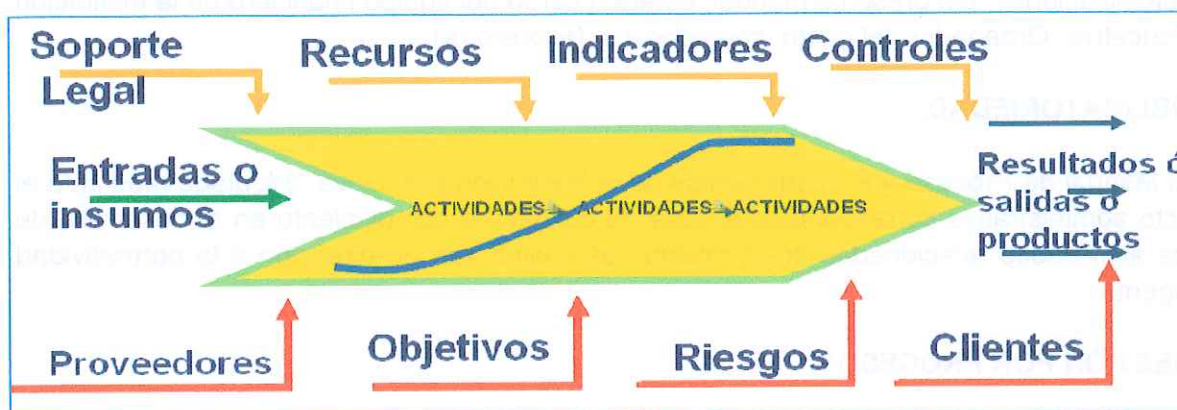 Soporte
Legal
Recursos
Indicadores
Controles
Entradas o
insumos
ACTIVIDADES
ACTIVIDADES
ACTIVIDADES
Resultados ó
salidas o
productos
Proveedores
Objetivos
Riesgos
Clientes